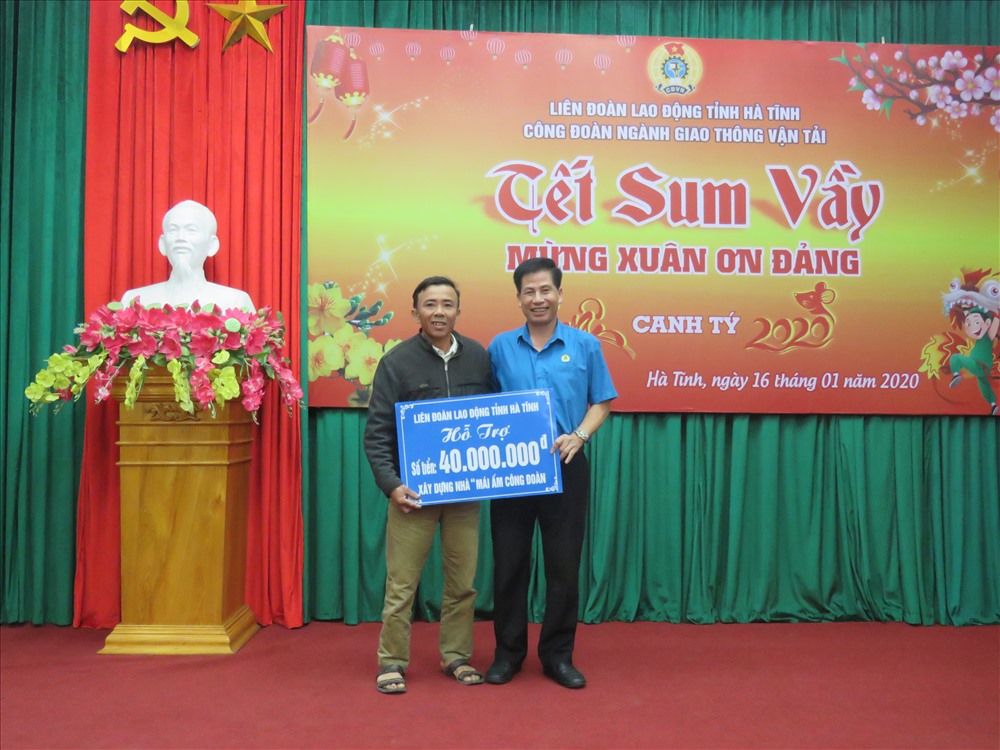 CĐVN
LIÊN ĐOÀN LAO ĐỘNG TỈNH HÀ TĨNH
CÔNG ĐOÀN NGÀNH GIAO THÔNG VẬN TẢI
Tết Sum Vầy
MỪNG XUÂN ƠN ĐẢNG
CANH TÝ 2020
Hà Tĩnh, ngày 16 tháng 01 năm 2020
LIÊN ĐOÀN LAO ĐỘNG TỈNH HÀ TĨNH
Hỗ Trợ
Số bển: 40.000.000đ
XÂY DỰNG NHÀ "MÁI ẤM CÔNG ĐOÀN